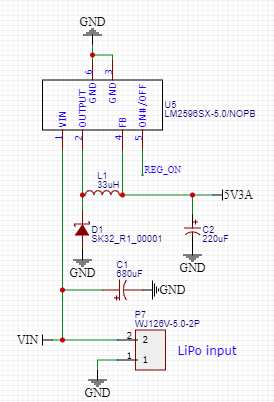 GND
6
3
GND
GND
U5
LM2596SX-5.0/NOPB
VIN
OUTPUT
FB
ON#/OFF
1
2
4
5
REG_ON
L1
33uH
5V3A
D1
SK32_R1_00001
C2
220uF
GND
GND
C1
680uF
GND
P7
WJ126V-5.0-2P
VIN
2
2
LiPo input
1
1
GND